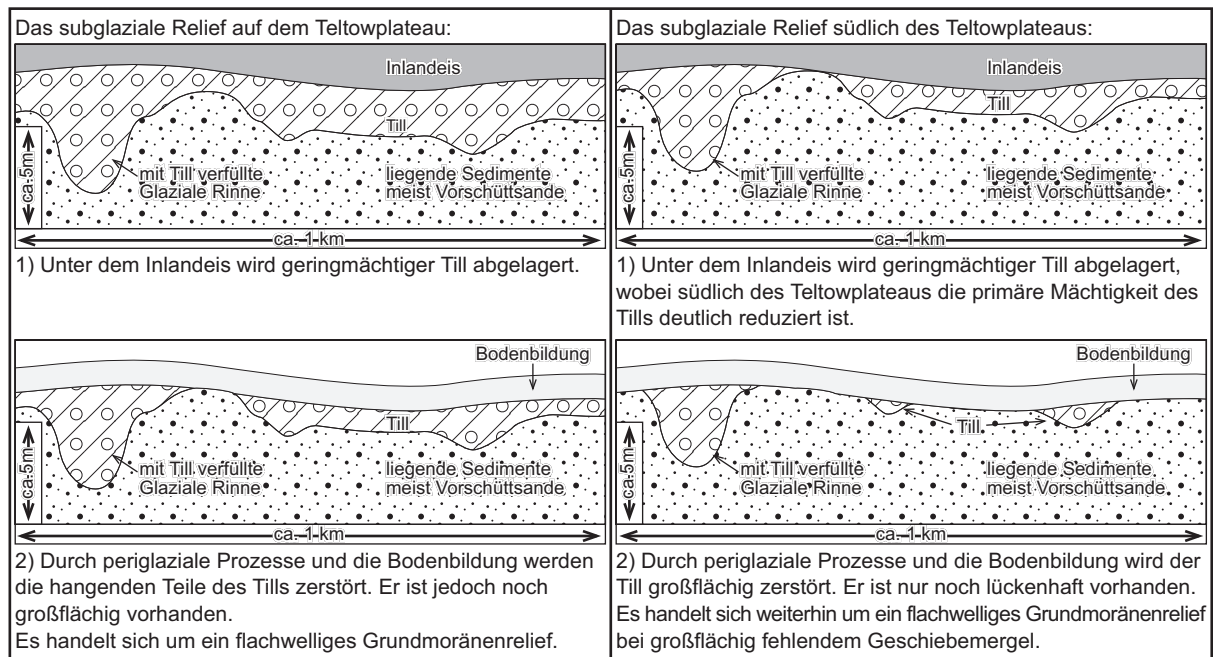 Das subglaziale Relief auf dem Teltowplateau:
Inlandeis
Till
ca. 5m
mit Till verfüllte
Glaziale Rinne
liegende Sedimente
meist Vorschüttsande
ca. 1 km
1) Unter dem Inlandeis wird geringmächtiger Till abgelagert.
Das subglaziale Relief südlich des Teltowplateaus:
Inlandeis
Till
ca. 5m
mit Till verfüllte
Glaziale Rinne
liegende Sedimente
meist Vorschüttsande
ca. 1 km
1) Unter dem Inlandeis wird geringmächtiger Till abgelagert,
wobei südlich des Teltowplateaus die primäre Mächtigkeit des
Tills deutlich reduziert ist.
Bodenbildung
Till
ca. 5m
mit Till verfüllte
Glaziale Rinne
liegende Sedimente
meist Vorschüttsande
ca. 1 km
2) Durch periglaziale Prozesse und die Bodenbildung werden
die hangenden Teile des Tills zerstört. Er ist jedoch noch
großflächig vorhanden.
Es handelt sich um ein flachwelliges Grundmoränenrelief.
Bodenbildung
Till
ca. 5m
mit Till verfüllte
Glaziale Rinne
liegende Sedimente
meist Vorschüttsande
ca. 1 km
2) Durch periglaziale Prozesse und die Bodenbildung wird der
Till großflächig zerstört. Er ist nur noch lückenhaft vorhanden.
Es handelt sich weiterhin um ein flachwelliges Grundmoränenrelief
bei großflächig fehlendem Geschiebemergel.